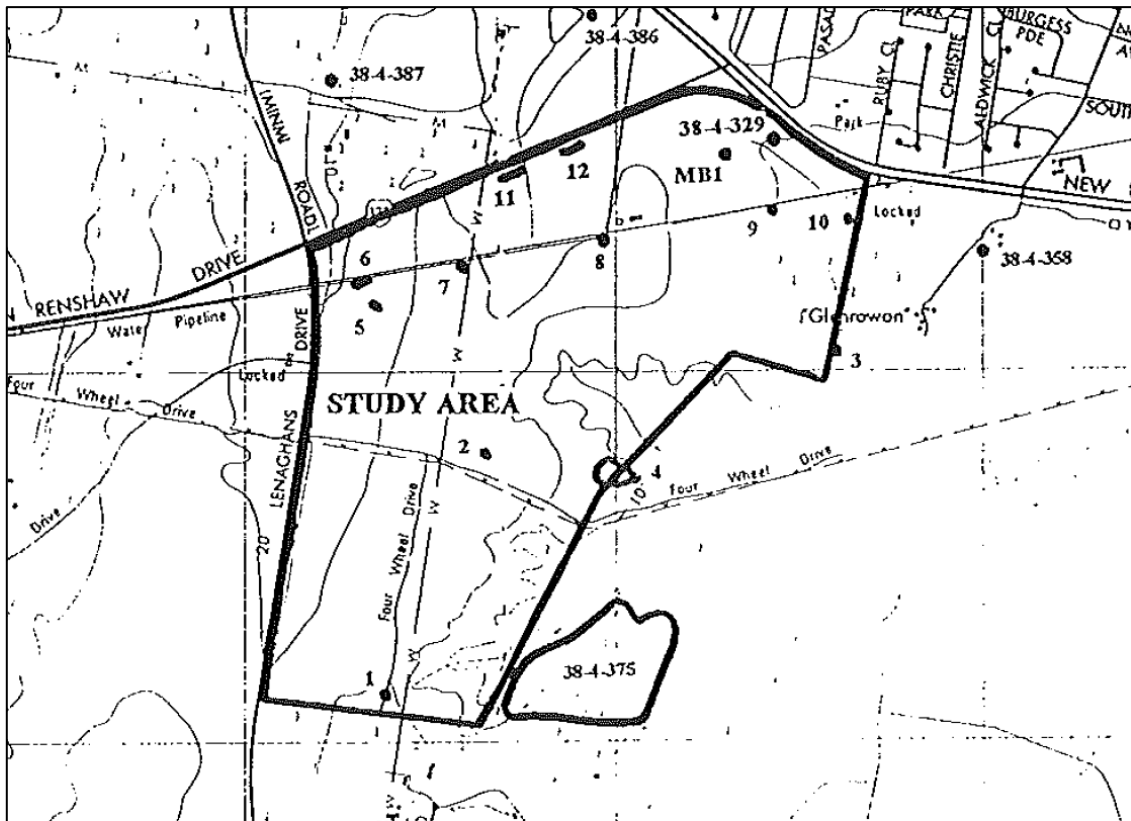 38-4-386
PARK
BURGESS
PDE
RUBY CL
CHRISTIE
ALDWICK CL
SOUTH
38-4-387
MINMI
ROAD
38-4-329
Park
12
11
MB1
NEW
9
10
Locked
8
38-4-358
6
7
DRIVE
RENSHAW
Water Pipeline
5
DRIVE
Glenrowon
3
Locked
Four Wheel Drive
STUDY AREA
2
W
LENAGHANS
4
10
Four Wheel Drive
Drive
20
Four Wheel Drive
W
W
38-4-375
1